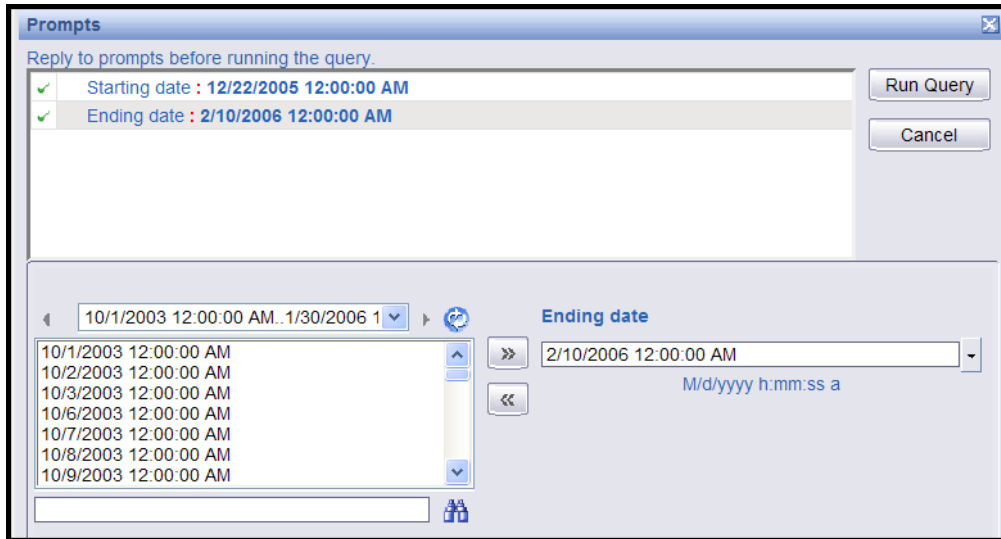 Prompts
Reply to prompts before running the query.
Starting date : 12/22/2005 12:00:00 AM
Ending date : 2/10/2006 12:00:00 AM
Run Query
Cancel
10/1/2003 12:00:00 AM..1/30/2006 1
10/1/2003 12:00:00 AM
10/2/2003 12:00:00 AM
10/3/2003 12:00:00 AM
10/6/2003 12:00:00 AM
10/7/2003 12:00:00 AM
10/8/2003 12:00:00 AM
10/9/2003 12:00:00 AM
Ending date
2/10/2006 12:00:00 AM
M/d/yyyy h:mm:ss a